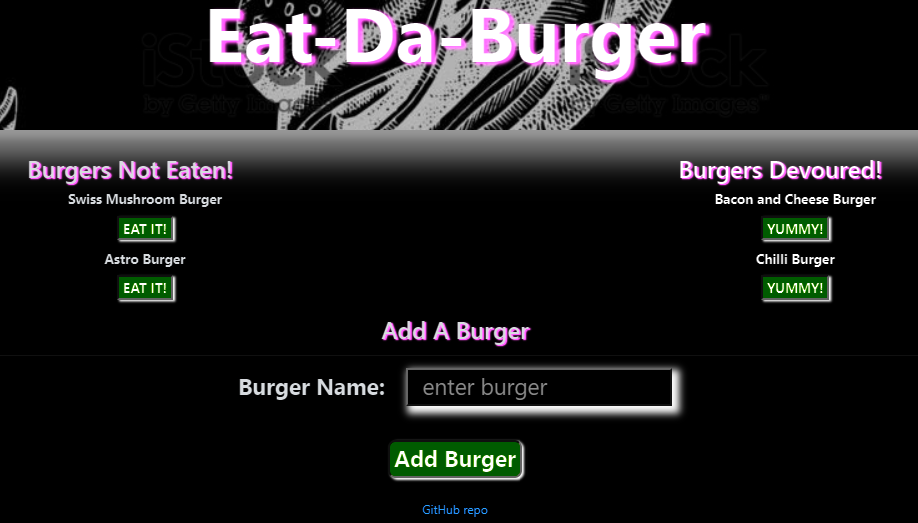 Eat-Da-Burger
iStock iStock
by Getty Images by Getty Images™
Burgers Not Eaten!
Swiss Mushroom Burger
EAT IT!
Astro Burger
EAT IT!
Burgers Devoured!
Bacon and Cheese Burger
YUMMY!
Chilli Burger
YUMMY!
Add A Burger
Burger Name: enter burger
Add Burger
GitHub repo